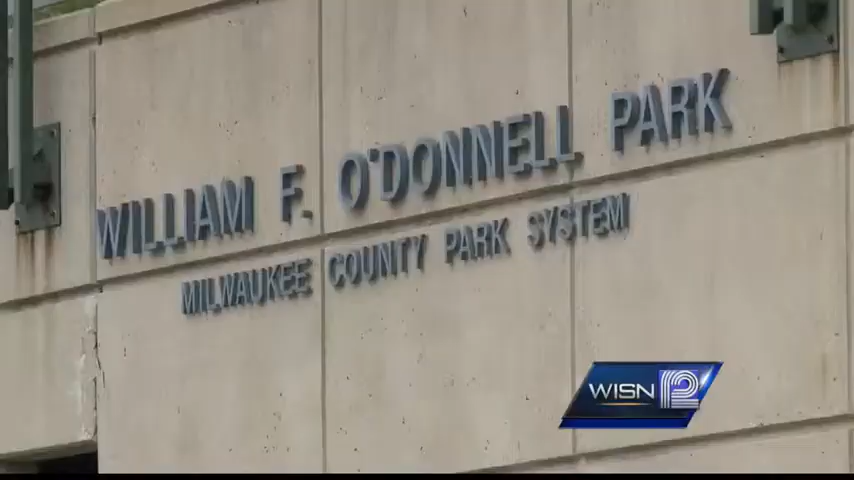 WILLIAM F. O'DONNELL PARK
MILWAUKEE COUNTY PARK SYSTEM
WISN 12